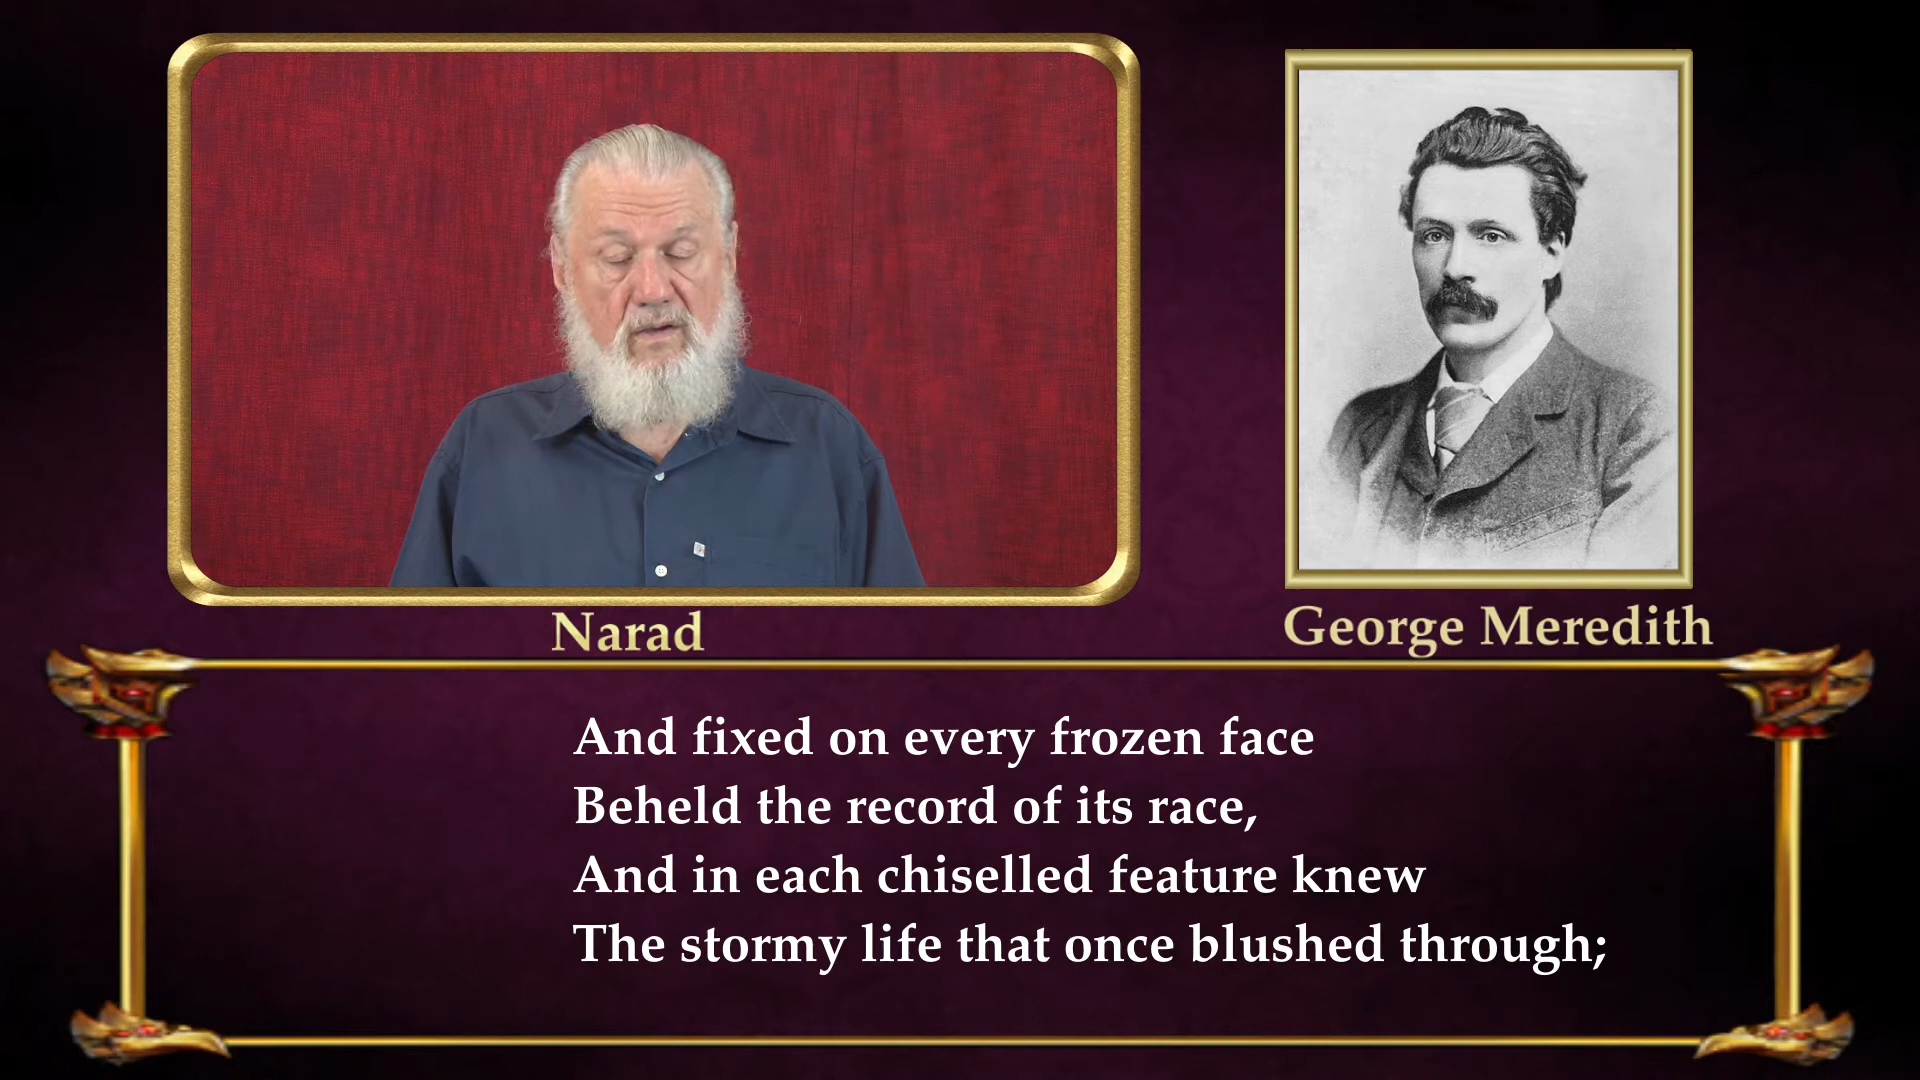 Narad
George Meredith
And fixed on every frozen face
Beheld the record of its race,
And in each chiselled feature knew
The stormy life that once blushed through;